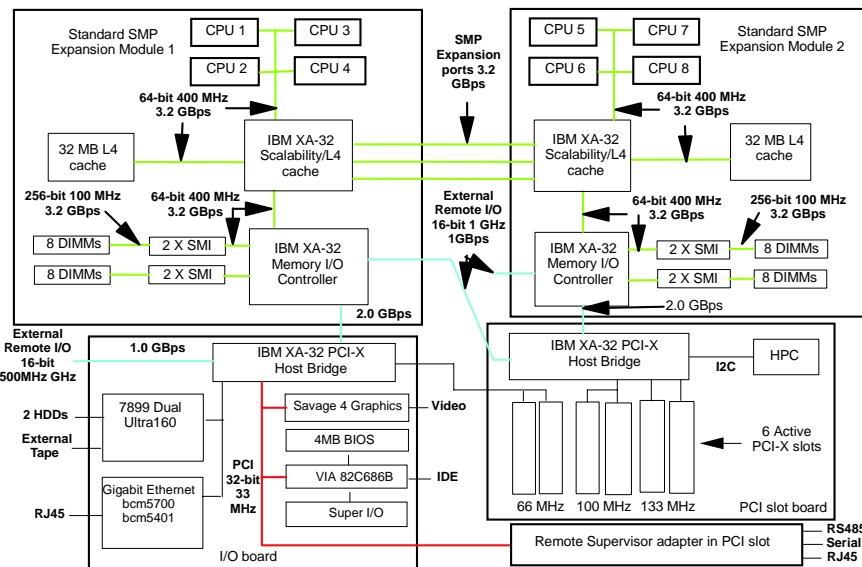 Standard SMP
Expansion Module 1
CPU 1
CPU 3
CPU 2
CPU 4
64-bit 400 MHz
3.2 GBps
32 MB L4
cache
IBM XA-32
Scalability/L4
cache
256-bit 100 MHz
3.2 GBps
64-bit 400 MHz
3.2 GBps
8 DIMMs
2 X SMI
8 DIMMs
2 X SMI
IBM XA-32
Memory I/O
Controller
2.0 GBps
SMP
Expansion
ports 3.2
GBps
External
Remote I/O
16-bit 1 GHz
1GBps
CPU 5
CPU 7
CPU 6
CPU 8
Standard SMP
Expansion Module 2
64-bit 400 MHz
3.2 GBps
IBM XA-32
Scalability/L4
cache
32 MB L4
cache
64-bit 400 MHz
3.2 GBps
256-bit 100 MHz
3.2 GBps
IBM XA-32
Memory I/O
Controller
2 X SMI
8 DIMMs
2 X SMI
8 DIMMs
2.0 GBps
External
Remote I/O
16-bit
500MHz GHz
1.0 GBps
IBM XA-32 PCI-X
Host Bridge
2 HDDs
External
Tape
7899 Dual
Ultra160
Savage 4 Graphics
Video
4MB BIOS
PCI
32-bit
33
MHz
VIA 82C686B
IDE
Super I/O
RJ45
Gigabit Ethernet
bcm5700
bcm5401
I/O board
IBM XA-32 PCI-X
Host Bridge
I2C
HPC
6 Active
PCI-X slots
66 MHz
100 MHz
133 MHz
PCI slot board
Remote Supervisor adapter in PCI slot
RS485
Serial
RJ45